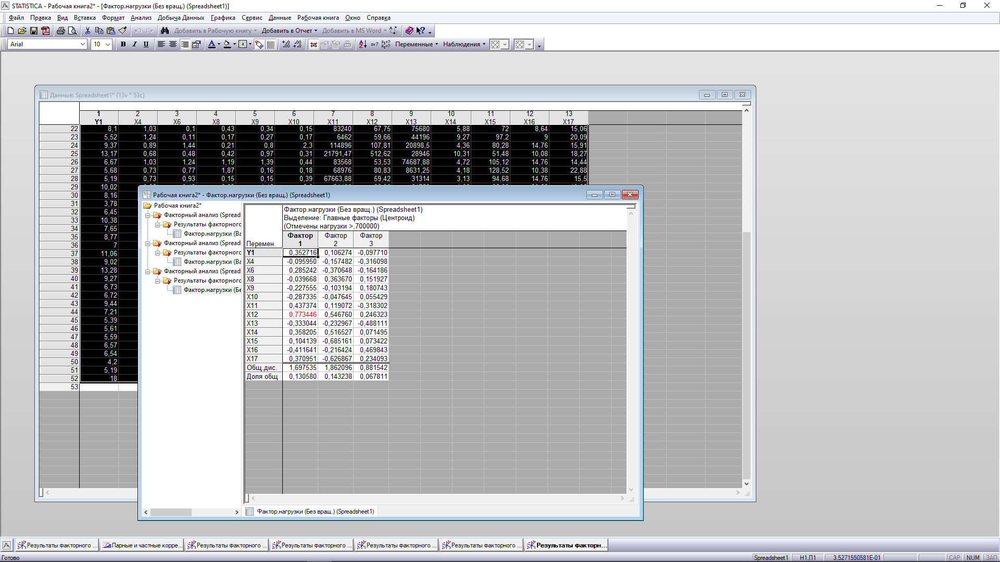 STATISTICA - Рабочая книга2* - [Фактор.нагрузки (Без вращ.) (Spreadsheet1)]
Файл Правка Вид Вставка Формат Анализ Добыча Данных Графика Сервис Данные Рабочая книга Окно Справка
Добавить в Рабочую книгу Добавить в Отчет Добавить в MS Word
Arial 10 B I U Переменные Наблюдения
Данные: Spreadsheet1* (13v * 53c)
1 2 3 4 5 6 7 8 9 10 11 12 13
Y1 X4 X6 X8 X9 X10 X11 X12 X13 X14 X15 X16 X17
22 8,1 1,03 0,1 0,43 0,34 0,15 83240 67,75 75680 5,88 72 8,64 15,06
23 5,52 1,24 0,11 0,17 0,27 0,17 6462 59,66 44196 9,27 97,2 9 20,09
24 9,37 0,89 1,44 0,21 0,8 2,3 114896 107,81 20898,5 4,36 80,28 14,76 15,91
25 13,17 0,68 0,48 0,42 0,97 0,31 21791,47 512,62 28946 10,31 51,48 10,08 18,27
26 6,67 1,03 1,24 1,19 1,39 0,44 83568 53,53 74687,88 4,72 105,12 14,76 14,44
27 5,68 0,73 0,77 1,87 0,16 0,18 68976 80,83 8631,25 4,18 128,52 10,38 22,88
28 5,19 0,73 0,93 0,15 0,15 0,39 67663,88 59,42 31314 3,13 94,68 14,76 15,5
29 10,02
30 8,16
31 3,78
32 6,45
33 10,38
34 7,65
35 8,77
36 7
37 11,06
38 9,02
39 13,28
40 9,27
41 6,73
42 6,72
43 9,44
44 7,21
45 5,39
46 5,61
47 5,59
48 6,57
49 6,54
50 4,2
51 5,19
52 18
53
Рабочая книга2* - Фактор.нагрузки (Без вращ.) (Spreadsheet1)
Рабочая книга2*
Факторный анализ (Spread
Результаты факторного
Фактор.нагрузки (Ва
Факторный анализ (Spread
Результаты факторного
Фактор.нагрузки (Ва
Факторный анализ (Spread
Результаты факторного
Фактор.нагрузки (Бе
Фактор.нагрузки (Без вращ.) (Spreadsheet1)
Выделение: Главные факторы (Центроид)
(Отмечены нагрузки >,700000)
Перемен. Фактор 1 Фактор 2 Фактор 3
Y1 0,352716 0,106274 -0,097710
X4 -0,095950 -0,157482 -0,316098
X6 0,285242 -0,370648 -0,164186
X8 -0,039668 0,363670 0,151927
X9 -0,227555 -0,103194 0,180743
X10 -0,287335 -0,047645 0,055429
X11 0,437374 0,119072 -0,318302
X12 0,773446 0,546760 0,246323
X13 -0,333044 -0,232967 -0,488111
X14 0,358205 0,516527 0,071495
X15 0,104139 -0,685161 0,073422
X16 -0,411641 -0,216424 0,469843
X17 0,370951 -0,626867 0,234093
Общ.дис. 1,697535 1,862096 0,881542
Доля общ 0,130580 0,143238 0,067811
Фактор.нагрузки (Без вращ.) (Spreadsheet1)
Результаты факторного ... Парные и частные корре... Результаты факторного ... Результаты факторного ... Результаты факторного ... Результаты факторного ... Результаты факторн...
Готово Spreadsheet1 Н1,П1 3,5271550581E-01 CAP NUM ЗАП